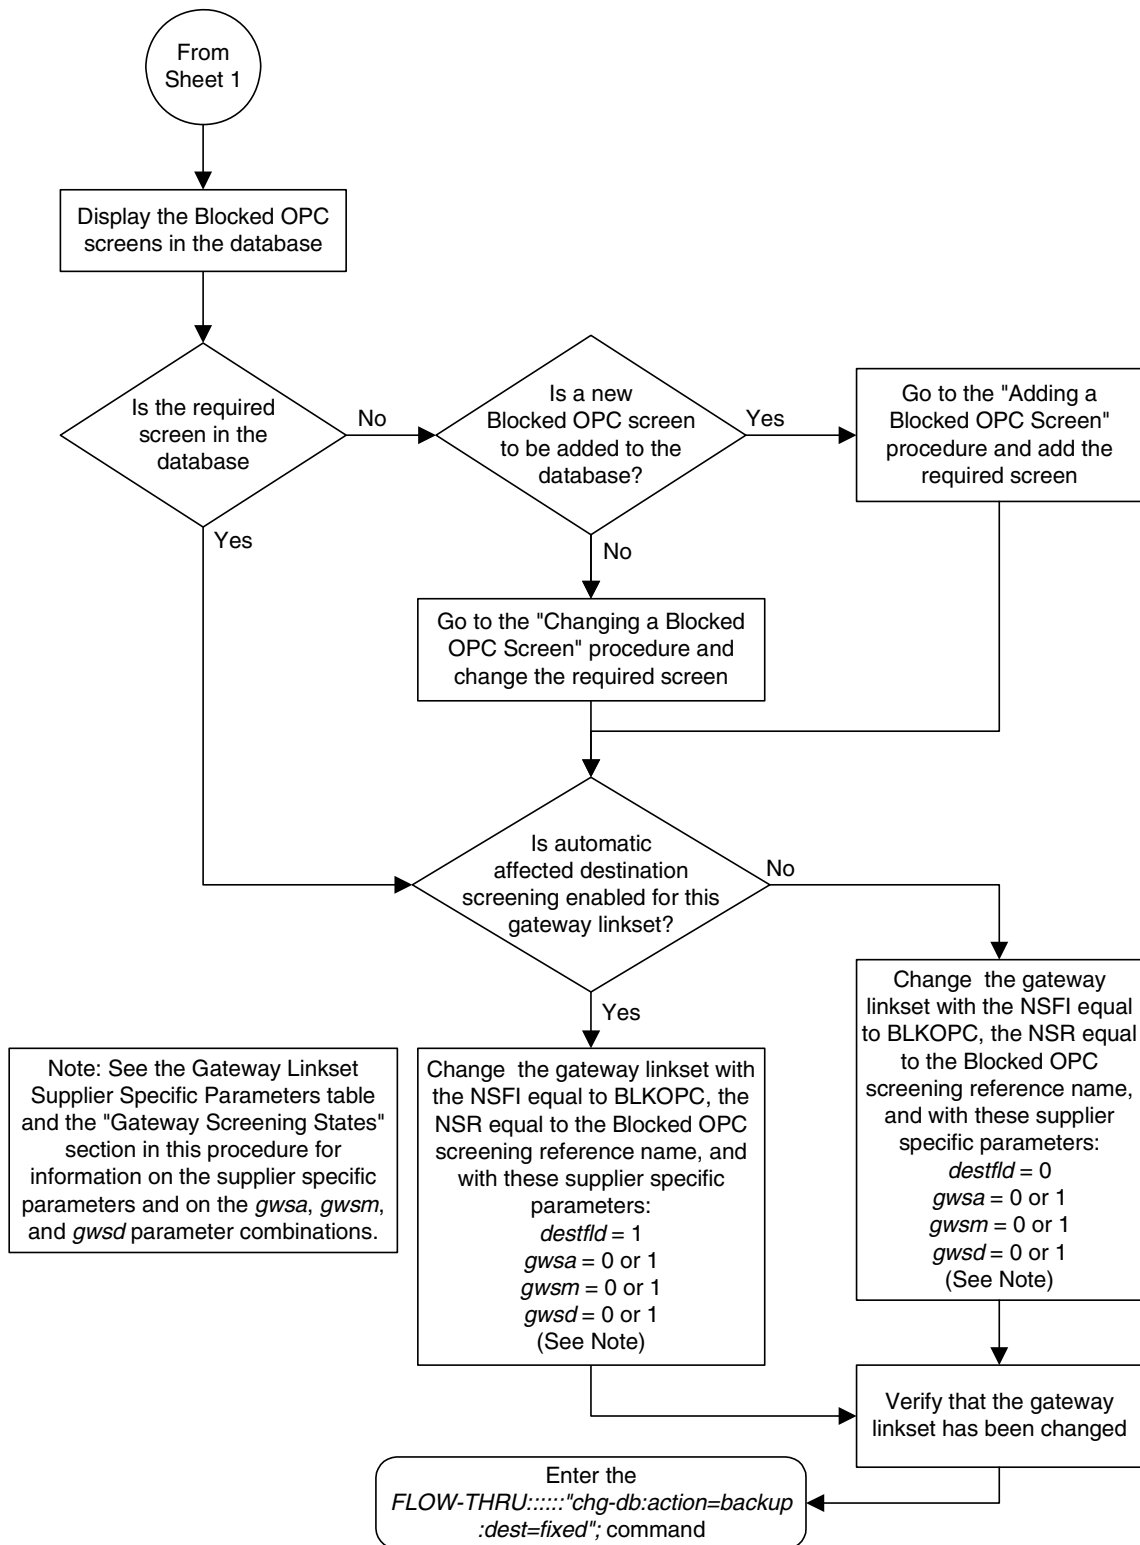 From
Sheet 1
Display the Blocked OPC
screens in the database
Is the required
screen in the
database
No
Yes
Is a new
Blocked OPC screen
to be added to the
database?
Yes
No
Go to the "Adding a
Blocked OPC Screen"
procedure and add the
required screen
Go to the "Changing a Blocked
OPC Screen" procedure and
change the required screen
Is automatic
affected destination
screening enabled for this
gateway linkset?
No
Yes
Change the gateway
linkset with the NSFI equal
to BLKOPC, the NSR equal
to the Blocked OPC
screening reference name,
and with these supplier
specific parameters:
destfld = 0
gwsa = 0 or 1
gwsm = 0 or 1
gwsd = 0 or 1
(See Note)
Note: See the Gateway Linkset
Supplier Specific Parameters table
and the "Gateway Screening States"
section in this procedure for
information on the supplier specific
parameters and on the gwsa, gwsm,
and gwsd parameter combinations.
Change the gateway linkset with
the NSFI equal to BLKOPC, the
NSR equal to the Blocked OPC
screening reference name, and
with these supplier specific
parameters:
destfld = 1
gwsa = 0 or 1
gwsm = 0 or 1
gwsd = 0 or 1
(See Note)
Verify that the gateway
linkset has been changed
Enter the
FLOW-THRU::::::"chg-db:action=backup
:dest=fixed"; command